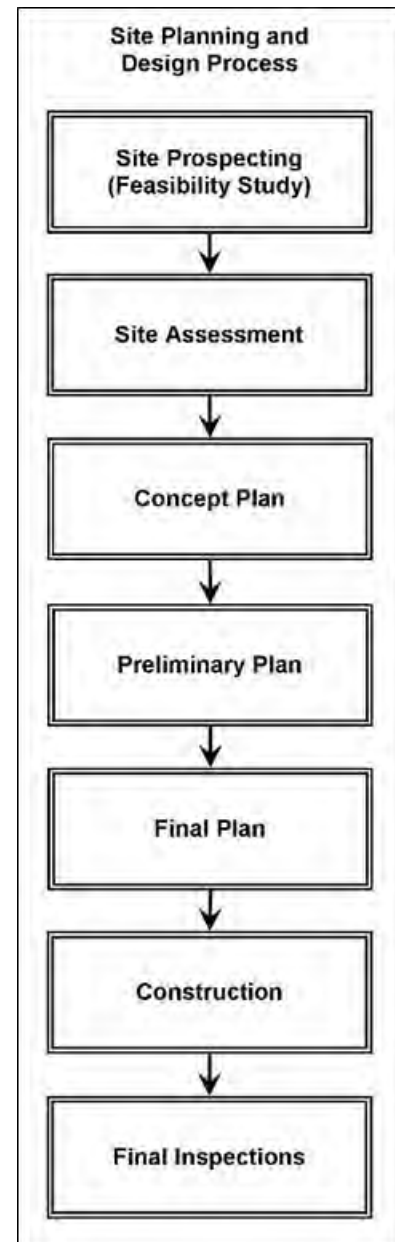 Site Planning and
Design Process
Site Prospecting
(Feasibility Study)
Site Assessment
Concept Plan
Preliminary Plan
Final Plan
Construction
Final Inspections